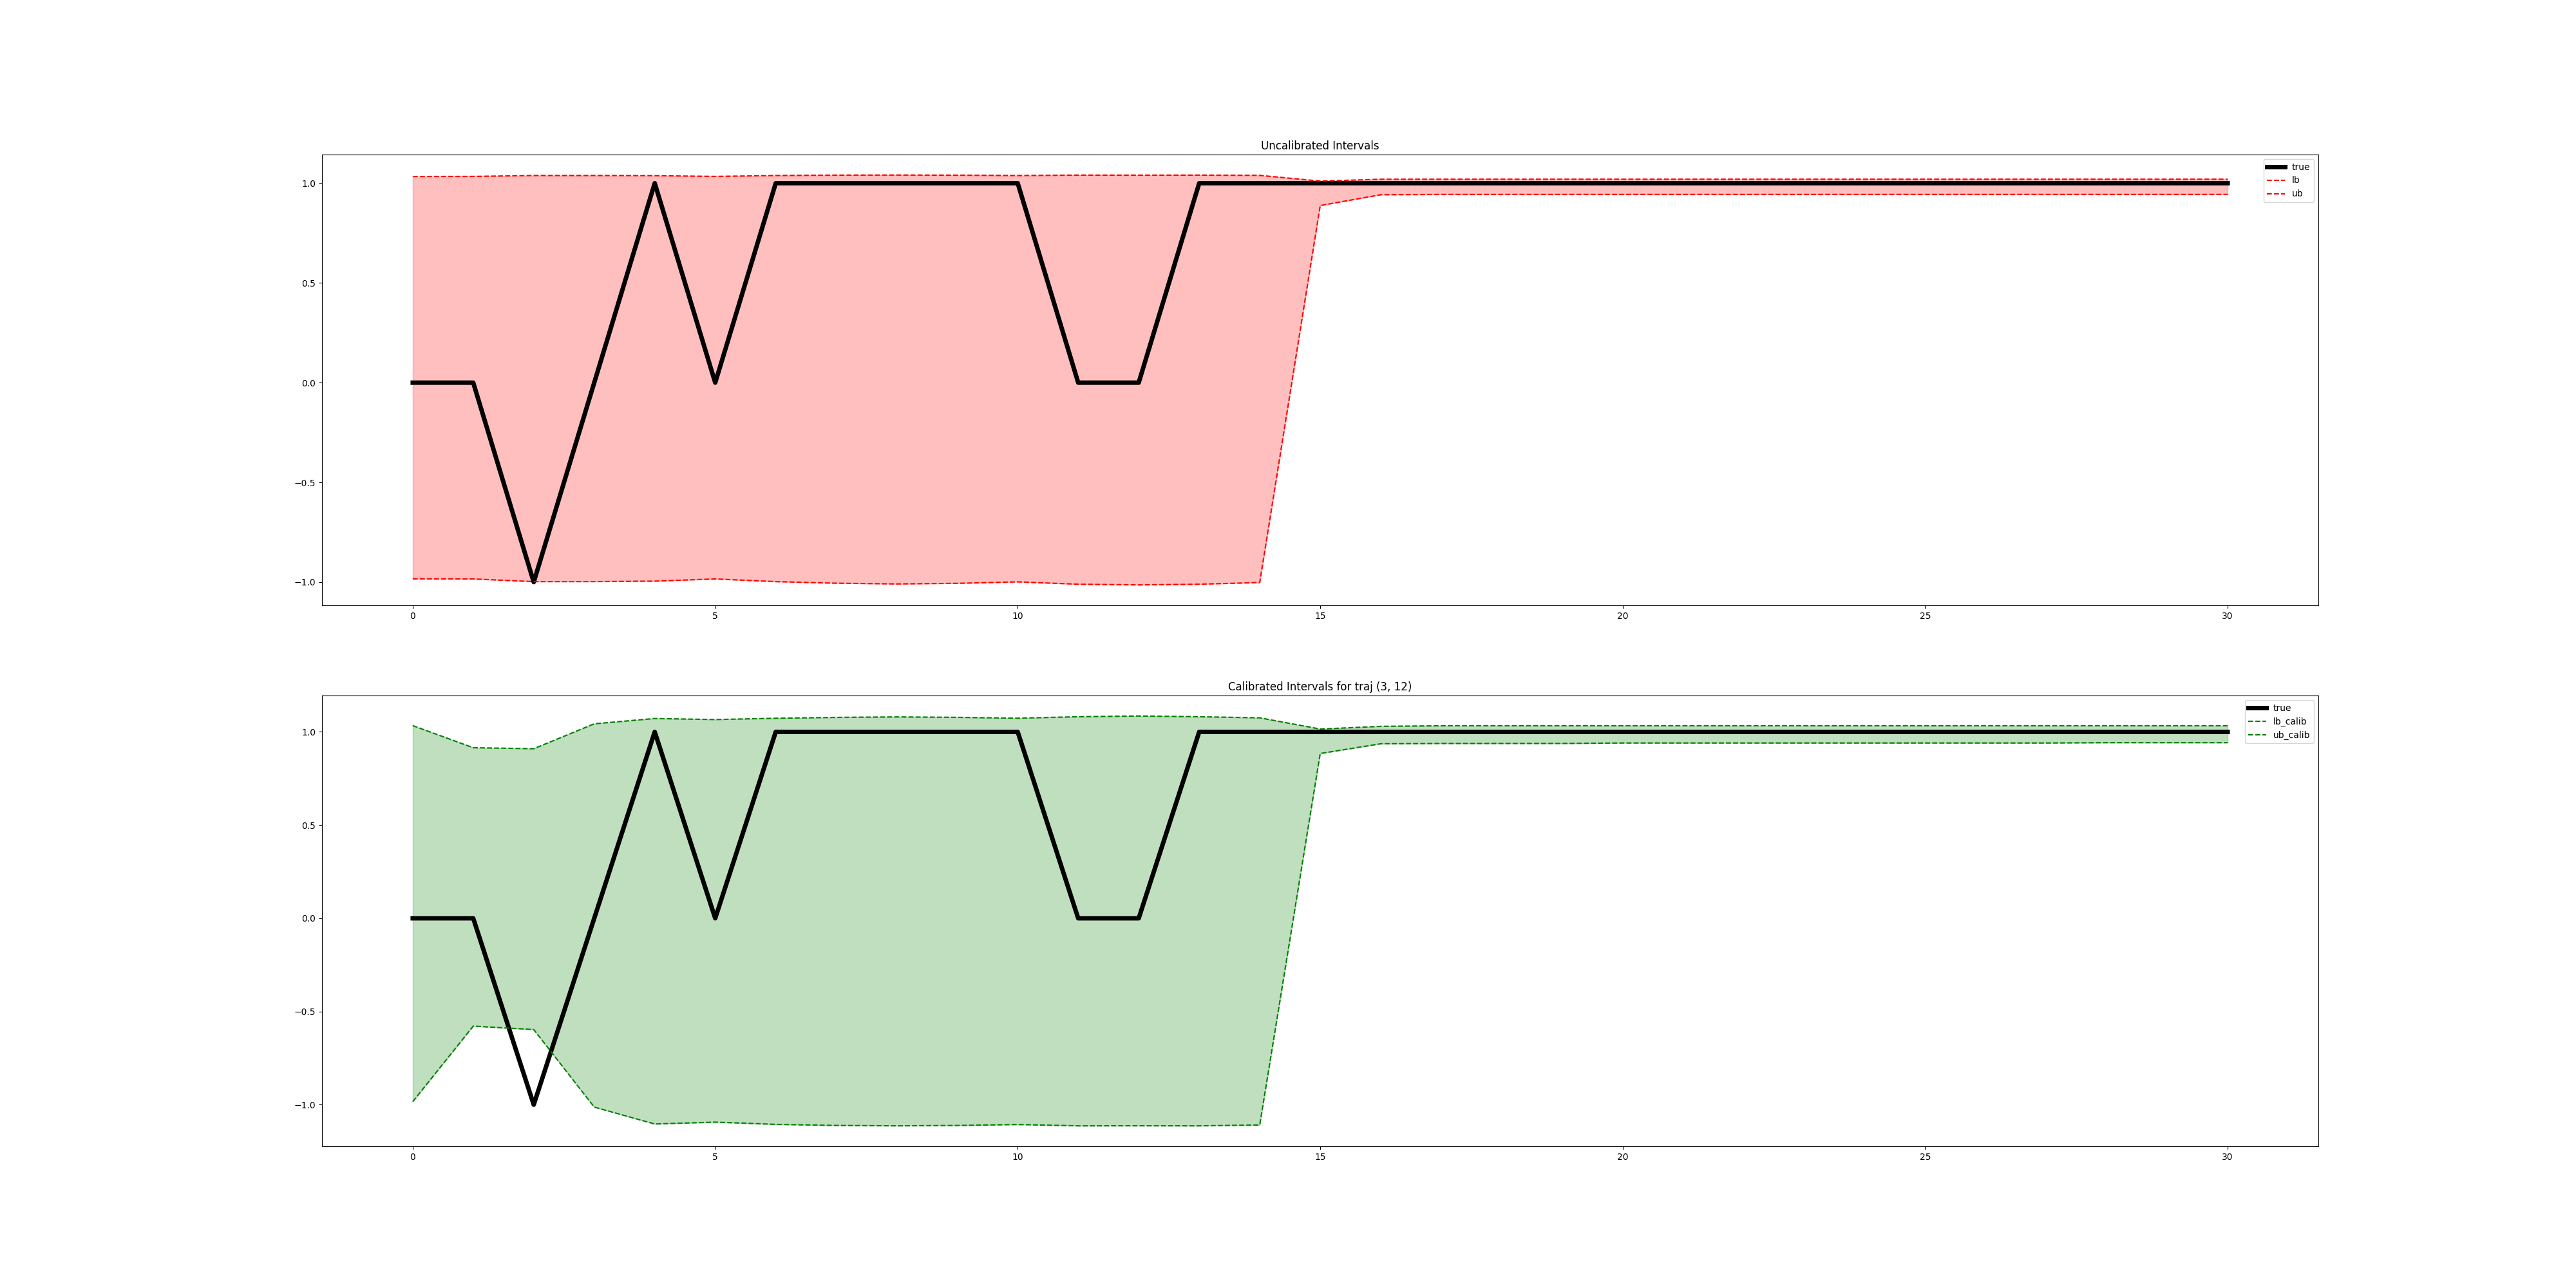 Uncalibrated Intervals
true
lb
ub
1.0
0.5
0.0
−0.5
−1.0
0 5 10 15 20 25 30
Calibrated Intervals for traj (3, 12)
true
lb_calib
ub_calib
1.0
0.5
0.0
−0.5
−1.0
0 5 10 15 20 25 30